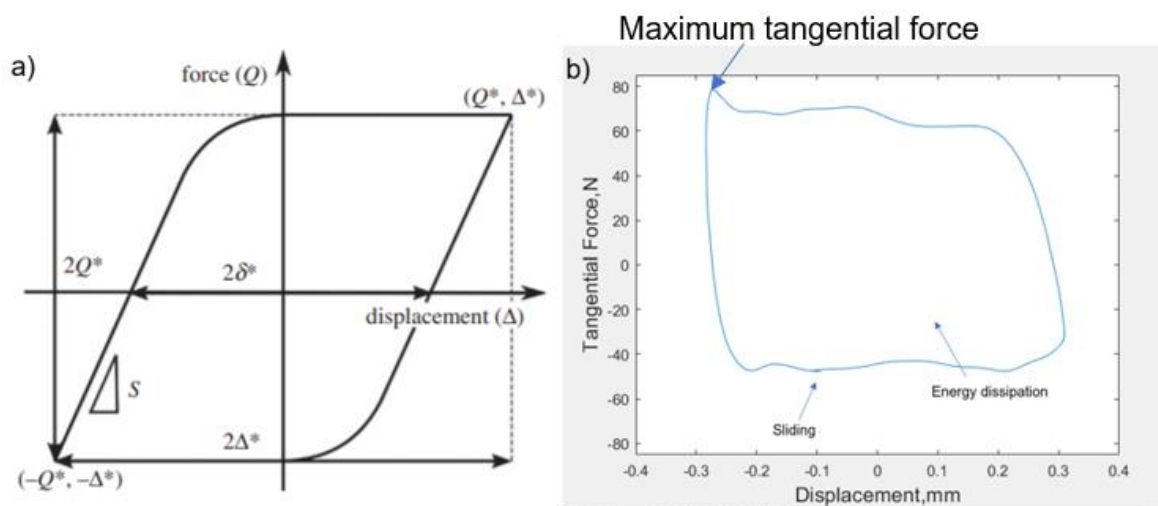 Maximum tangential force
a)
force (Q)
(Q*, Δ*)
2Q*
2δ*
displacement (Δ)
S
2Δ*
(–Q*, –Δ*)
b)
80
60
40
20
0
-20
-40
-60
-80
Tangential Force,N
Energy dissipation
Sliding
-0.4 -0.3 -0.2 -0.1 0 0.1 0.2 0.3 0.4
Displacement,mm